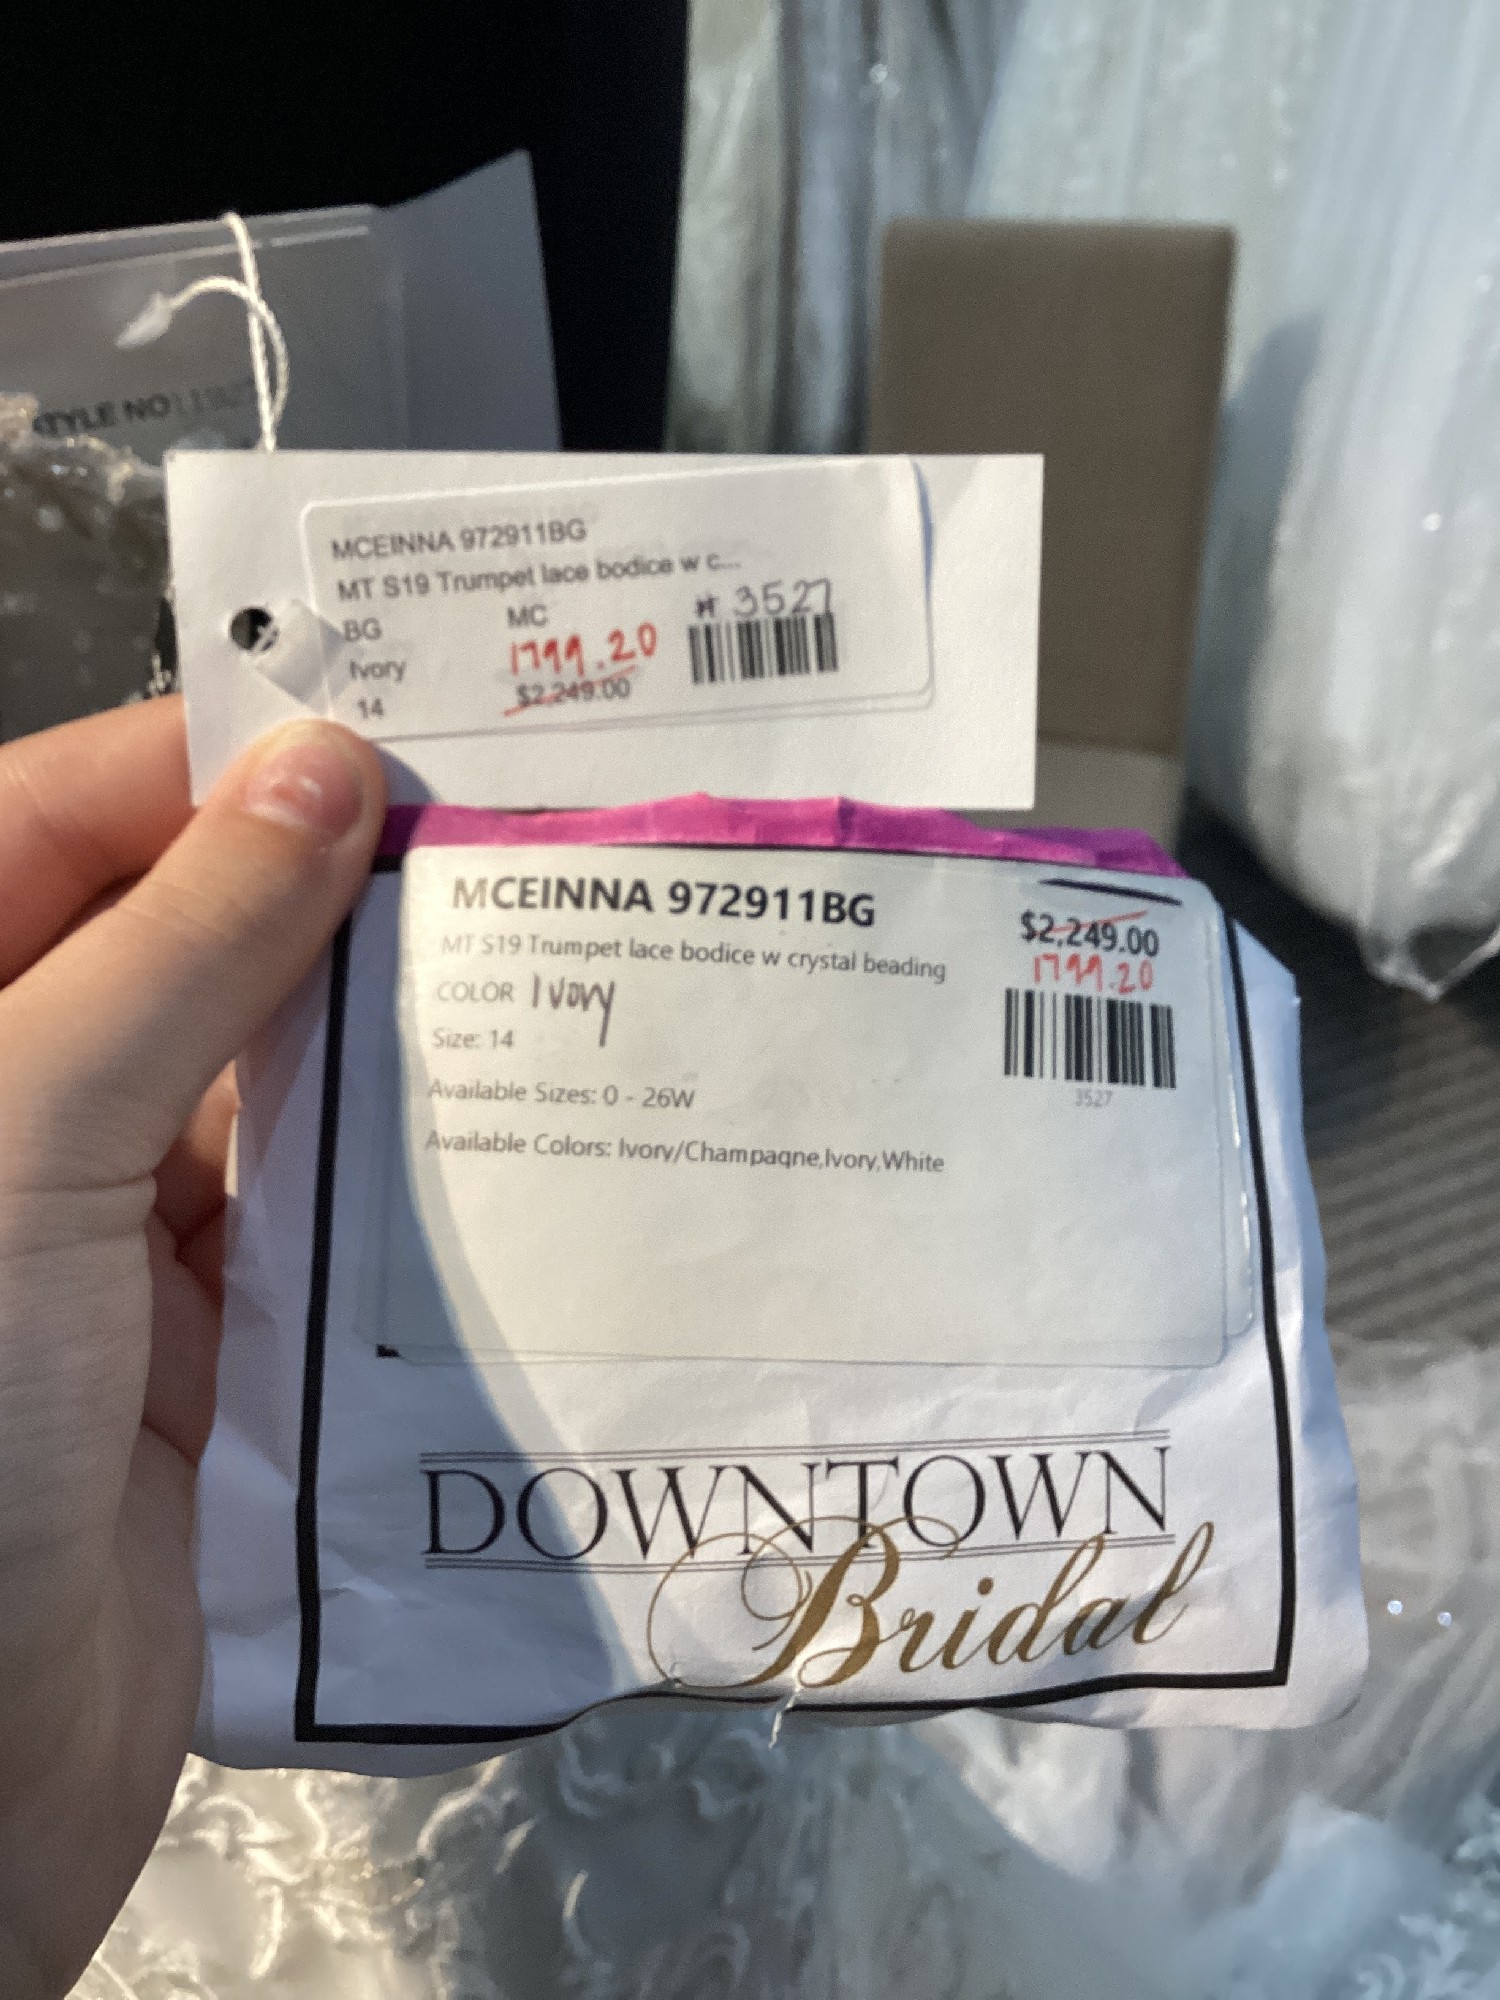 STYLE NO
MCEINNA 972911BG
MT S19 Trumpet lace bodice w c...
BG MC # 3527
Ivory 1799.20
14 $2,249.00
MCEINNA 972911BG
$2,249.00
MT S19 Trumpet lace bodice w crystal beading
1799.20
COLOR Ivory
Size: 14
Available Sizes: 0 - 26W
3527
Available Colors: Ivory/Champagne,Ivory,White
DOWNTOWN
Bridal